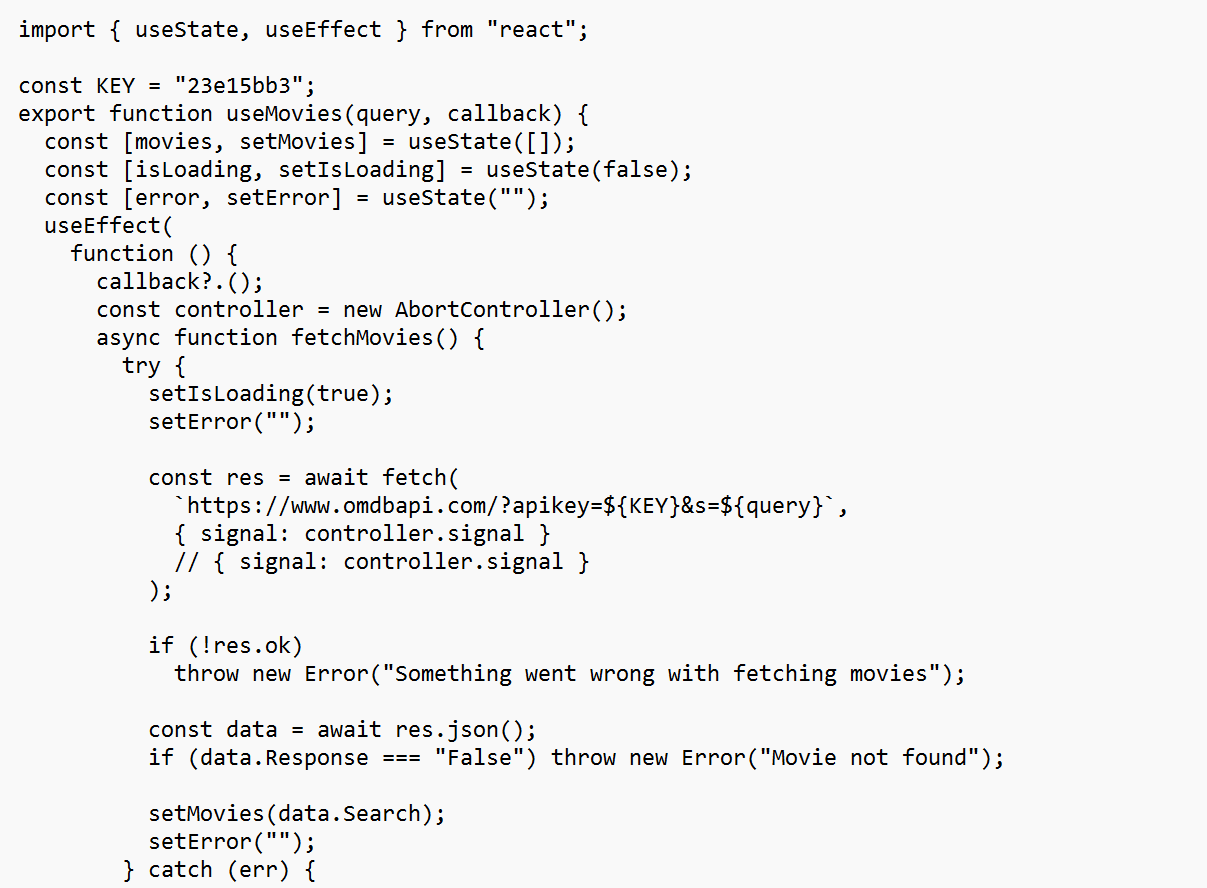 import { useState, useEffect } from "react";

const KEY = "23e15bb3";
export function useMovies(query, callback) {
  const [movies, setMovies] = useState([]);
  const [isLoading, setIsLoading] = useState(false);
  const [error, setError] = useState("");
  useEffect(
    function () {
      callback?.();
      const controller = new AbortController();
      async function fetchMovies() {
        try {
          setIsLoading(true);
          setError("");

          const res = await fetch(
            `https://www.omdbapi.com/?apikey=${KEY}&s=${query}`,
            { signal: controller.signal }
            // { signal: controller.signal }
          );

          if (!res.ok)
            throw new Error("Something went wrong with fetching movies");

          const data = await res.json();
          if (data.Response === "False") throw new Error("Movie not found");

          setMovies(data.Search);
          setError("");
        } catch (err) {